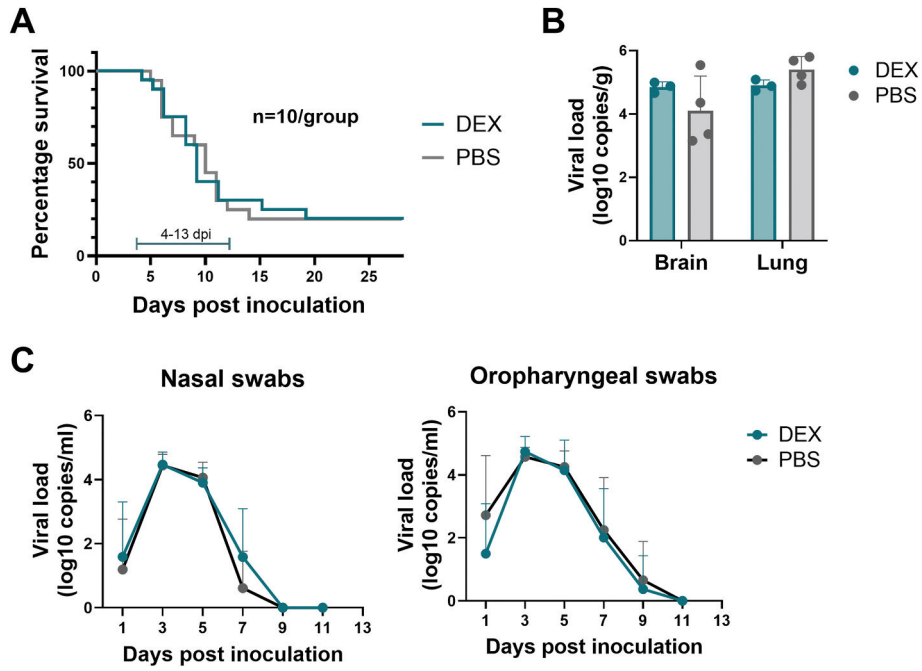 A
Percentage survival
100
50
0
n=10/group
4-13 dpi
0 5 10 15 20 25
Days post inoculation
DEX
PBS
B
Viral load
(log10 copies/g)
6
4
2
0
Brain Lung
DEX
PBS
C
Nasal swabs
Viral load
(log10 copies/ml)
6
4
2
0
1 3 5 7 9 11 13
Days post inoculation
Oropharyngeal swabs
Viral load
(log10 copies/ml)
6
4
2
0
1 3 5 7 9 11 13
Days post inoculation
DEX
PBS